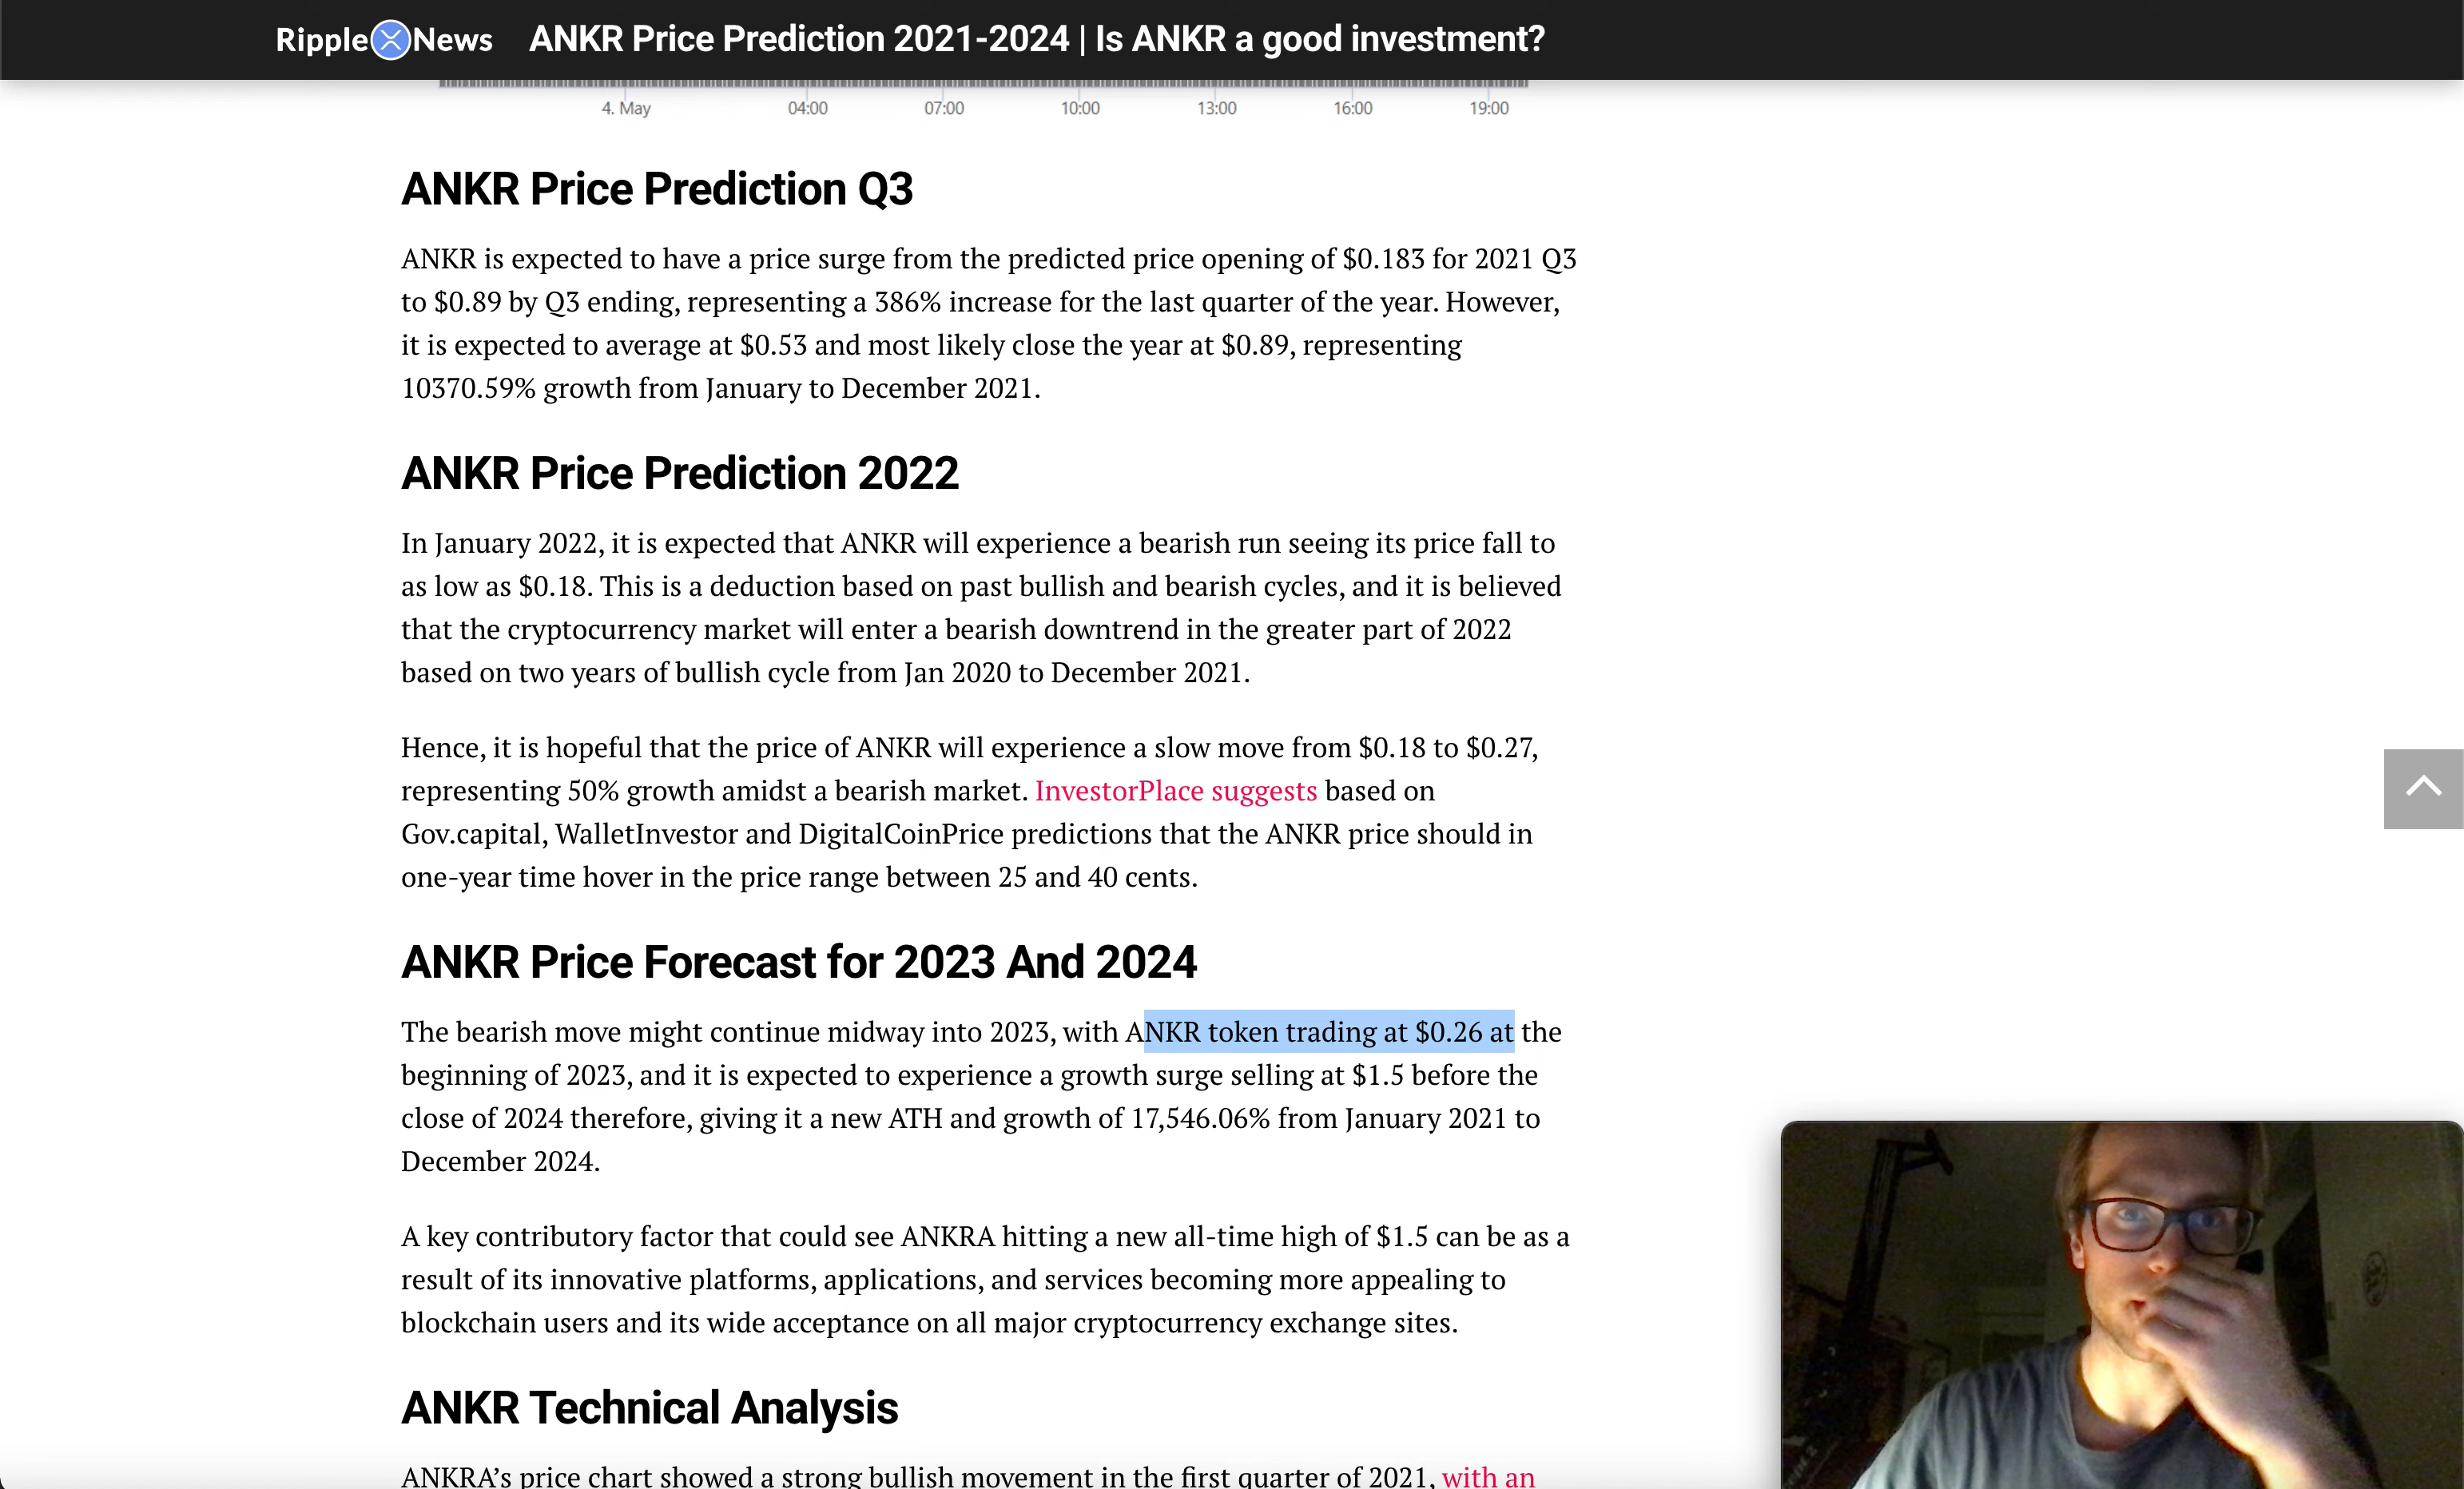 Ripple News ANKR Price Prediction 2021-2024 | Is ANKR a good investment?
4. May 04:00 07:00 10:00 13:00 16:00 19:00
ANKR Price Prediction Q3
ANKR is expected to have a price surge from the predicted price opening of $0.183 for 2021 Q3
to $0.89 by Q3 ending, representing a 386% increase for the last quarter of the year. However,
it is expected to average at $0.53 and most likely close the year at $0.89, representing
10370.59% growth from January to December 2021.
ANKR Price Prediction 2022
In January 2022, it is expected that ANKR will experience a bearish run seeing its price fall to
as low as $0.18. This is a deduction based on past bullish and bearish cycles, and it is believed
that the cryptocurrency market will enter a bearish downtrend in the greater part of 2022
based on two years of bullish cycle from Jan 2020 to December 2021.
Hence, it is hopeful that the price of ANKR will experience a slow move from $0.18 to $0.27,
representing 50% growth amidst a bearish market. InvestorPlace suggests based on
Gov.capital, WalletInvestor and DigitalCoinPrice predictions that the ANKR price should in
one-year time hover in the price range between 25 and 40 cents.
ANKR Price Forecast for 2023 And 2024
The bearish move might continue midway into 2023, with ANKR token trading at $0.26 at the
beginning of 2023, and it is expected to experience a growth surge selling at $1.5 before the
close of 2024 therefore, giving it a new ATH and growth of 17,546.06% from January 2021 to
December 2024.
A key contributory factor that could see ANKRA hitting a new all-time high of $1.5 can be as a
result of its innovative platforms, applications, and services becoming more appealing to
blockchain users and its wide acceptance on all major cryptocurrency exchange sites.
ANKR Technical Analysis
ANKRA's price chart showed a strong bullish movement in the first quarter of 2021, with an